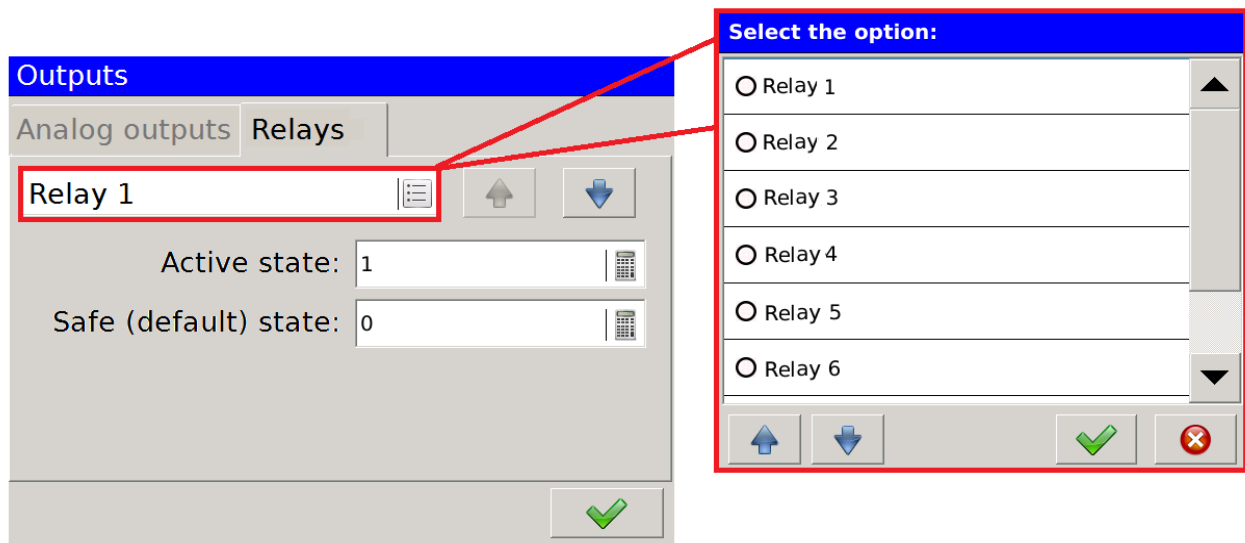 Outputs
Analog outputs
Relays
Relay 1
Active state:
1
Safe (default) state:
0
Select the option:
Relay 1
Relay 2
Relay 3
Relay 4
Relay 5
Relay 6